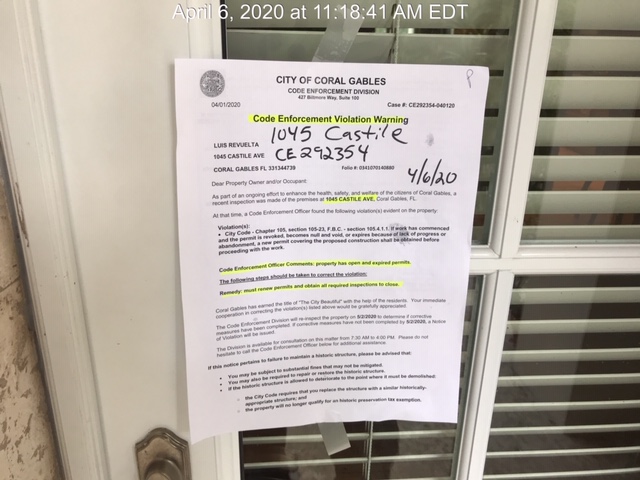 April 6, 2020 at 11:18:41 AM EDT
CITY OF CORAL GABLES
CODE ENFORCEMENT DIVISION
427 Biltmore Way, Suite 100
04/01/2020 Case #: CE292354-040120
Code Enforcement Violation Warning
1045 Castile
LUIS REVUELTA
1045 CASTILE AVE CE292354
CORAL GABLES FL 331344739 Folio #: 0341070140880
4/6/20
Dear Property Owner and/or Occupant:
As part of an ongoing effort to enhance the health, safety, and welfare of the citizens of Coral Gables, a
recent inspection was made of the premises at 1045 CASTILE AVE, Coral Gables, FL.
At that time, a Code Enforcement Officer found the following violation(s) evident on the property:
Violation(s):
• City Code - Chapter 105, section 105-23, F.B.C. - section 105.4.1.1. If work has commenced
and the permit is revoked, becomes null and void, or expires because of lack of progress or
abandonment, a new permit covering the proposed construction shall be obtained before
proceeding with the work.
Code Enforcement Officer Comments: property has open and expired permits.
The following steps should be taken to correct the violation:
Remedy: must renew permits and obtain all required inspections to close.
Coral Gables has earned the title of "The City Beautiful" with the help of the residents. Your immediate
cooperation in correcting the violation(s) listed above would be gratefully appreciated.
The Code Enforcement Division will re-inspect the property on 5/2/2020 to determine if corrective
measures have been completed. If corrective measures have not been completed by 5/2/2020, a Notice
of Violation will be issued.
The Division is available for consultation on this matter from 7:30 AM to 4:00 PM. Please do not
hesitate to call the Code Enforcement Officer below for additional assistance.
If this notice pertains to failure to maintain a historic structure, please be advised that:
• You may be subject to substantial fines that may not be mitigated.
• You may also be required to repair or restore the historic structure.
• If the historic structure is allowed to deteriorate to the point where it must be demolished:
o the City Code requires that you replace the structure with a similar historically-
appropriate structure; and
o the property will no longer qualify for an historic preservation tax exemption.